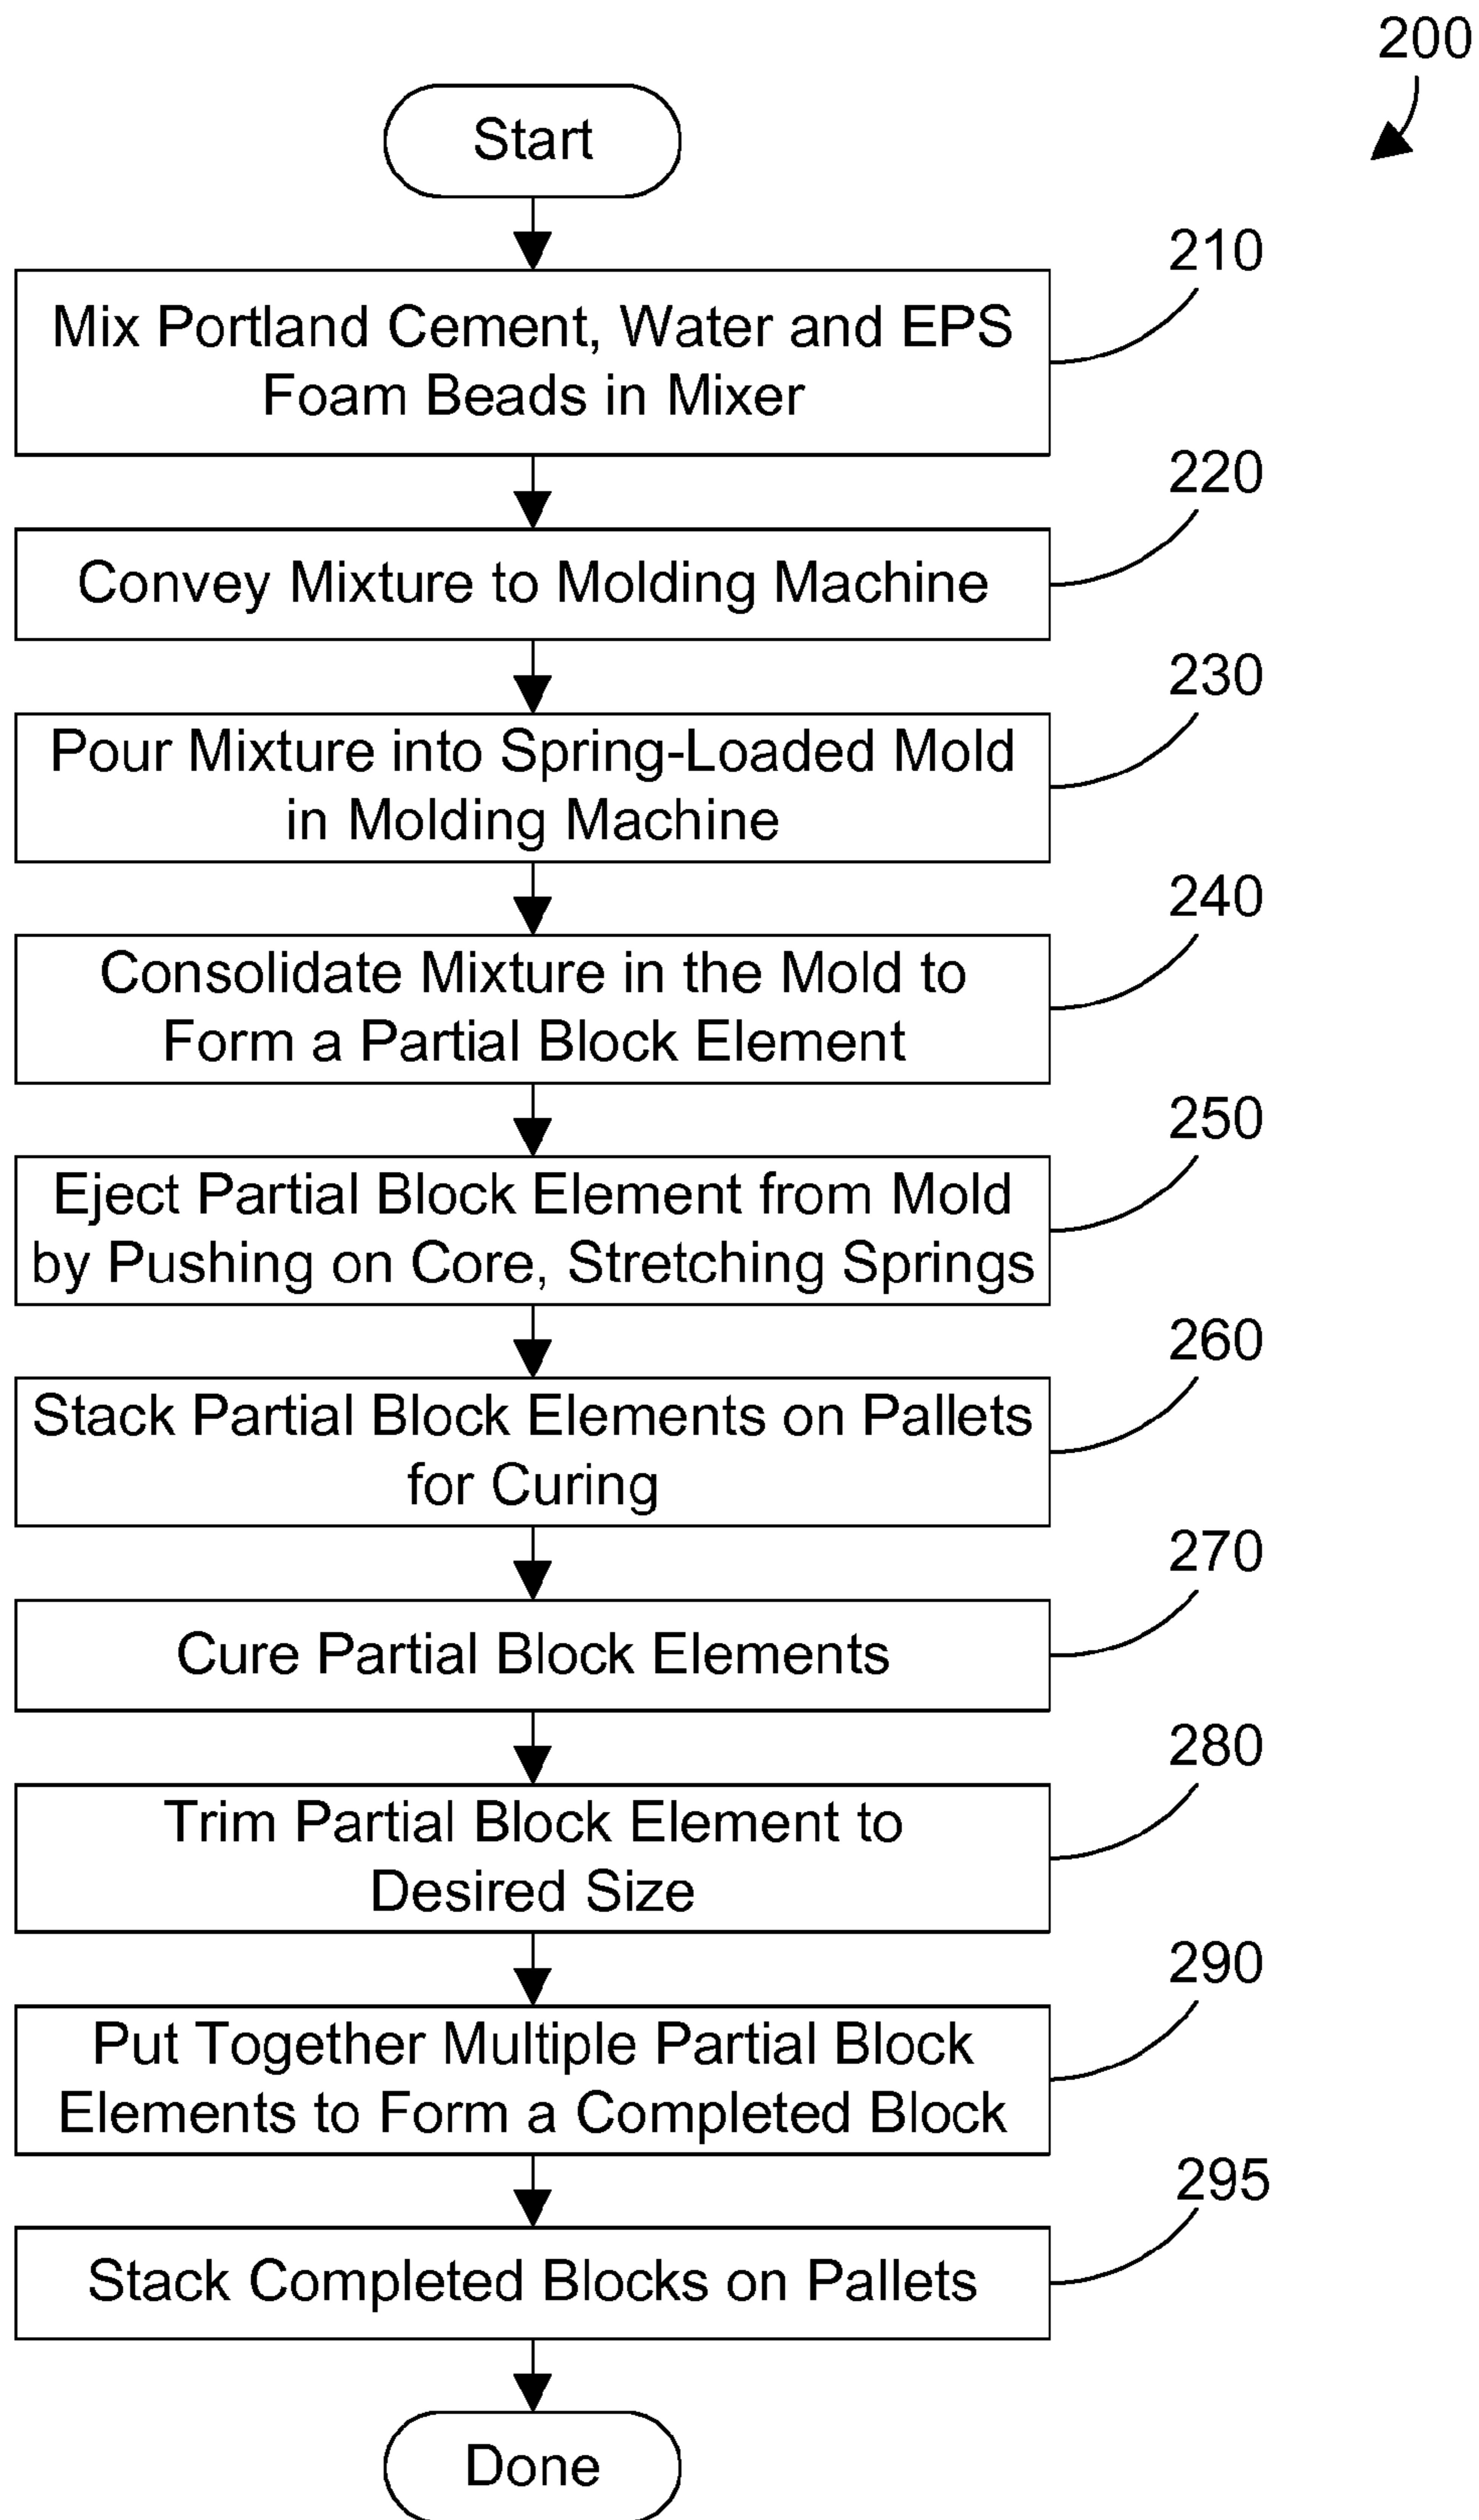 200
Start
210
Mix Portland Cement, Water and EPS
Foam Beads in Mixer
220
Convey Mixture to Molding Machine
230
Pour Mixture into Spring-Loaded Mold
in Molding Machine
240
Consolidate Mixture in the Mold to
Form a Partial Block Element
250
Eject Partial Block Element from Mold
by Pushing on Core, Stretching Springs
260
Stack Partial Block Elements on Pallets
for Curing
270
Cure Partial Block Elements
280
Trim Partial Block Element to
Desired Size
290
Put Together Multiple Partial Block
Elements to Form a Completed Block
295
Stack Completed Blocks on Pallets
Done